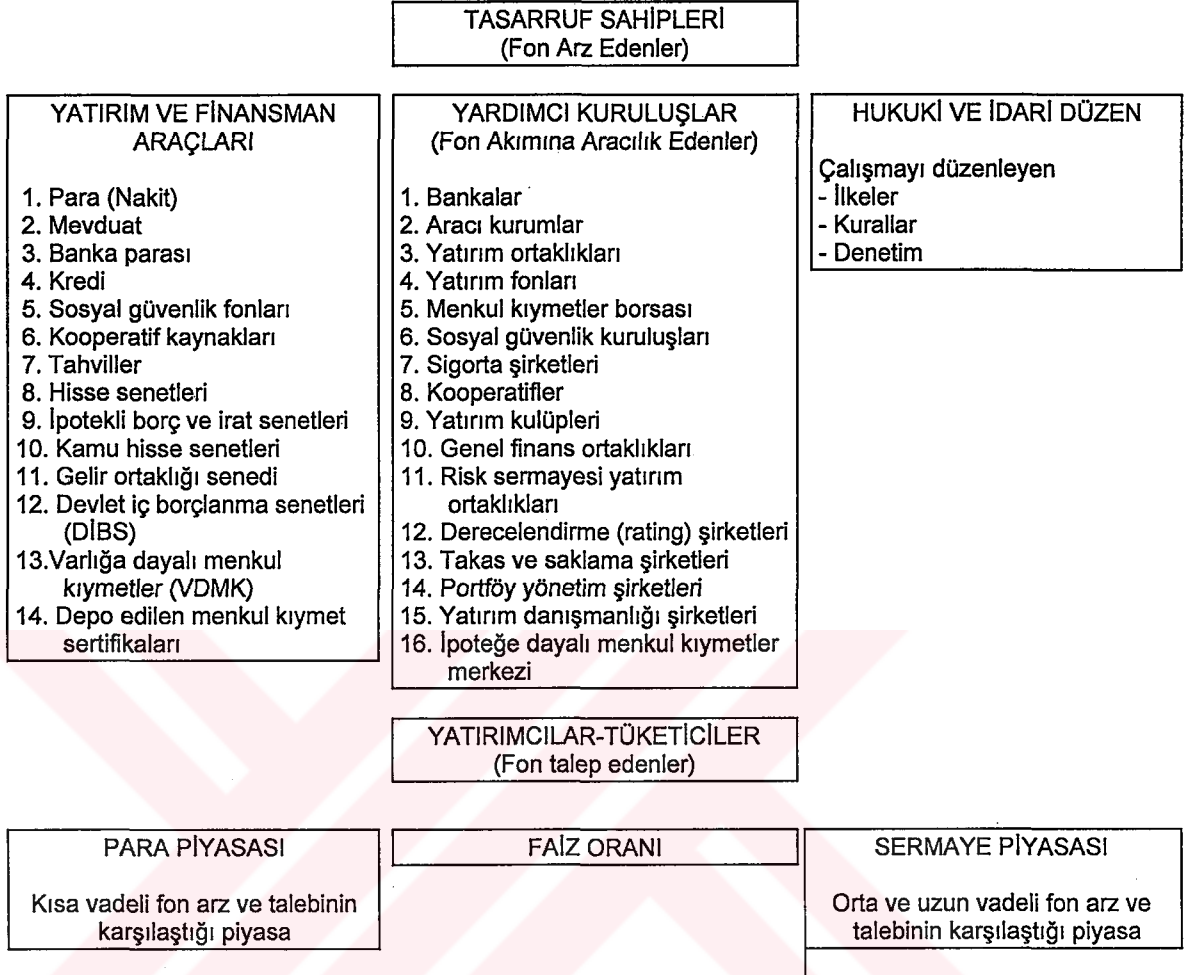 TASARRUF SAHİPLERİ
(Fon Arz Edenler)
YATIRIM VE FİNANSMAN
ARAÇLARI
1. Para (Nakit)
2. Mevduat
3. Banka parası
4. Kredi
5. Sosyal güvenlik fonları
6. Kooperatif kaynakları
7. Tahviller
8. Hisse senetleri
9. İpotekli borç ve irat senetleri
10. Kamu hisse senetleri
11. Gelir ortaklığı senedi
12. Devlet iç borçlanma senetleri
(DİBS)
13.Varlığa dayalı menkul
kıymetler (VDMK)
14. Depo edilen menkul kıymet
sertifikaları
YARDIMCI KURULUŞLAR
(Fon Akımına Aracılık Edenler)
1. Bankalar
2. Aracı kurumlar
3. Yatırım ortaklıkları
4. Yatırım fonları
5. Menkul kıymetler borsası
6. Sosyal güvenlik kuruluşları
7. Sigorta şirketleri
8. Kooperatifler
9. Yatırım kulüpleri
10. Genel finans ortaklıkları
11. Risk sermayesi yatırım
ortaklıkları
12. Derecelendirme (rating) şirketleri
13. Takas ve saklama şirketleri
14. Portföy yönetim şirketleri
15. Yatırım danışmanlığı şirketleri
16. İpoteğe dayalı menkul kıymetler
merkezi
HUKUKİ VE İDARİ DÜZEN
Çalışmayı düzenleyen
- İlkeler
- Kurallar
- Denetim
YATIRIMCILAR-TÜKETİCİLER
(Fon talep edenler)
PARA PİYASASI
Kısa vadeli fon arz ve talebinin
karşılaştığı piyasa
FAİZ ORANI
SERMAYE PİYASASI
Orta ve uzun vadeli fon arz ve
talebinin karşılaştığı piyasa